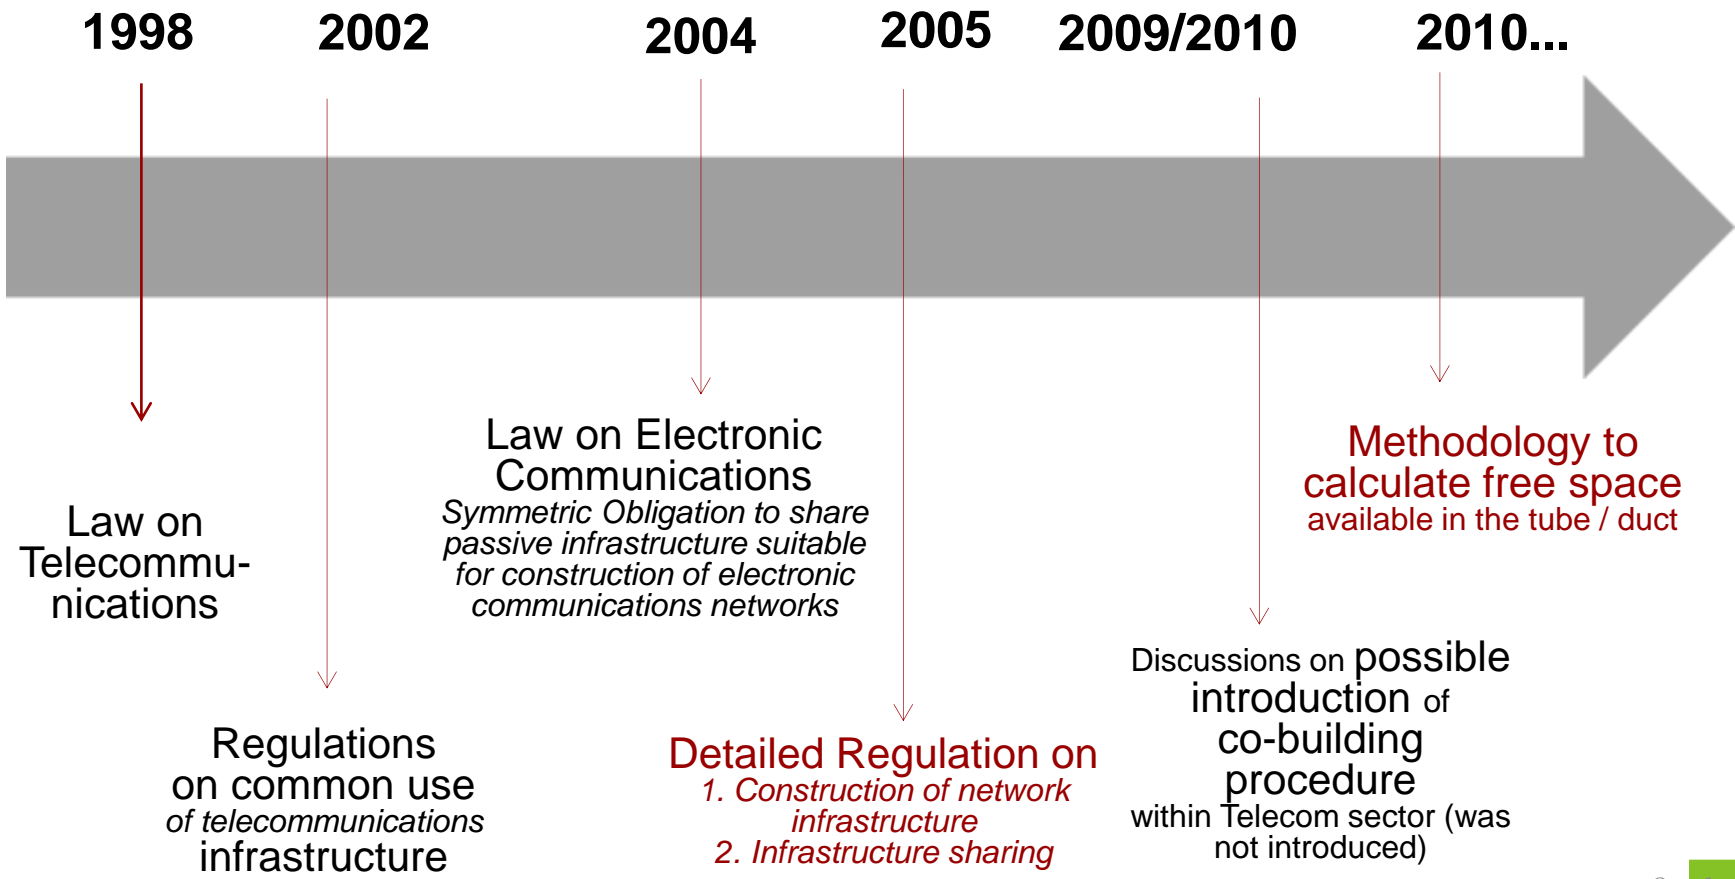 1998 2002 2004 2005 2009/2010 2010...
Law on
Telecommu-
nications
Regulations
on common use
of telecommunications
infrastructure
Law on Electronic
Communications
Symmetric Obligation to share
passive infrastructure suitable
for construction of electronic
communications networks
Detailed Regulation on
1. Construction of network
infrastructure
2. Infrastructure sharing
Discussions on possible
introduction of
co-building
procedure
within Telecom sector (was
not introduced)
Methodology to
calculate free space
available in the tube / duct